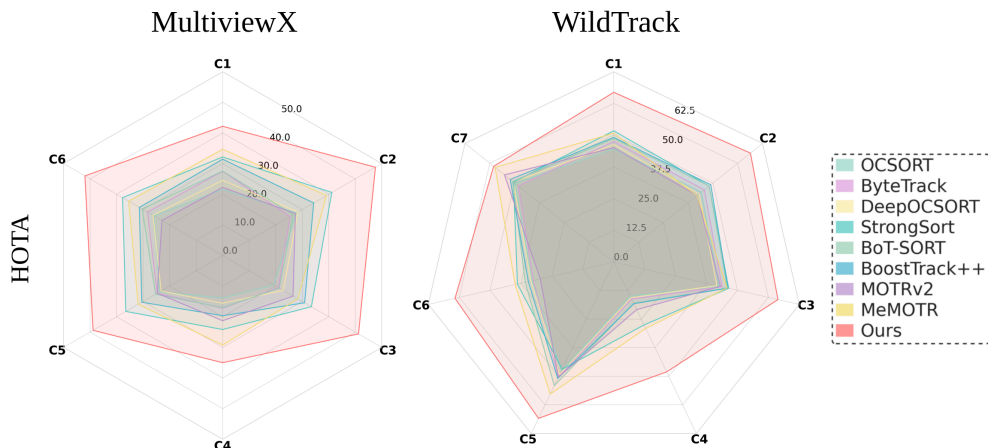 MultiviewX
WildTrack
HOTA
C1
C2
C3
C4
C5
C6
50.0
40.0
30.0
20.0
10.0
0.0
C1
C2
C3
C4
C5
C6
C7
62.5
50.0
37.5
25.0
12.5
0.0
OCSORT
ByteTrack
DeepOCSORT
StrongSort
BoT-SORT
BoostTrack++
MOTRv2
MeMOTR
Ours